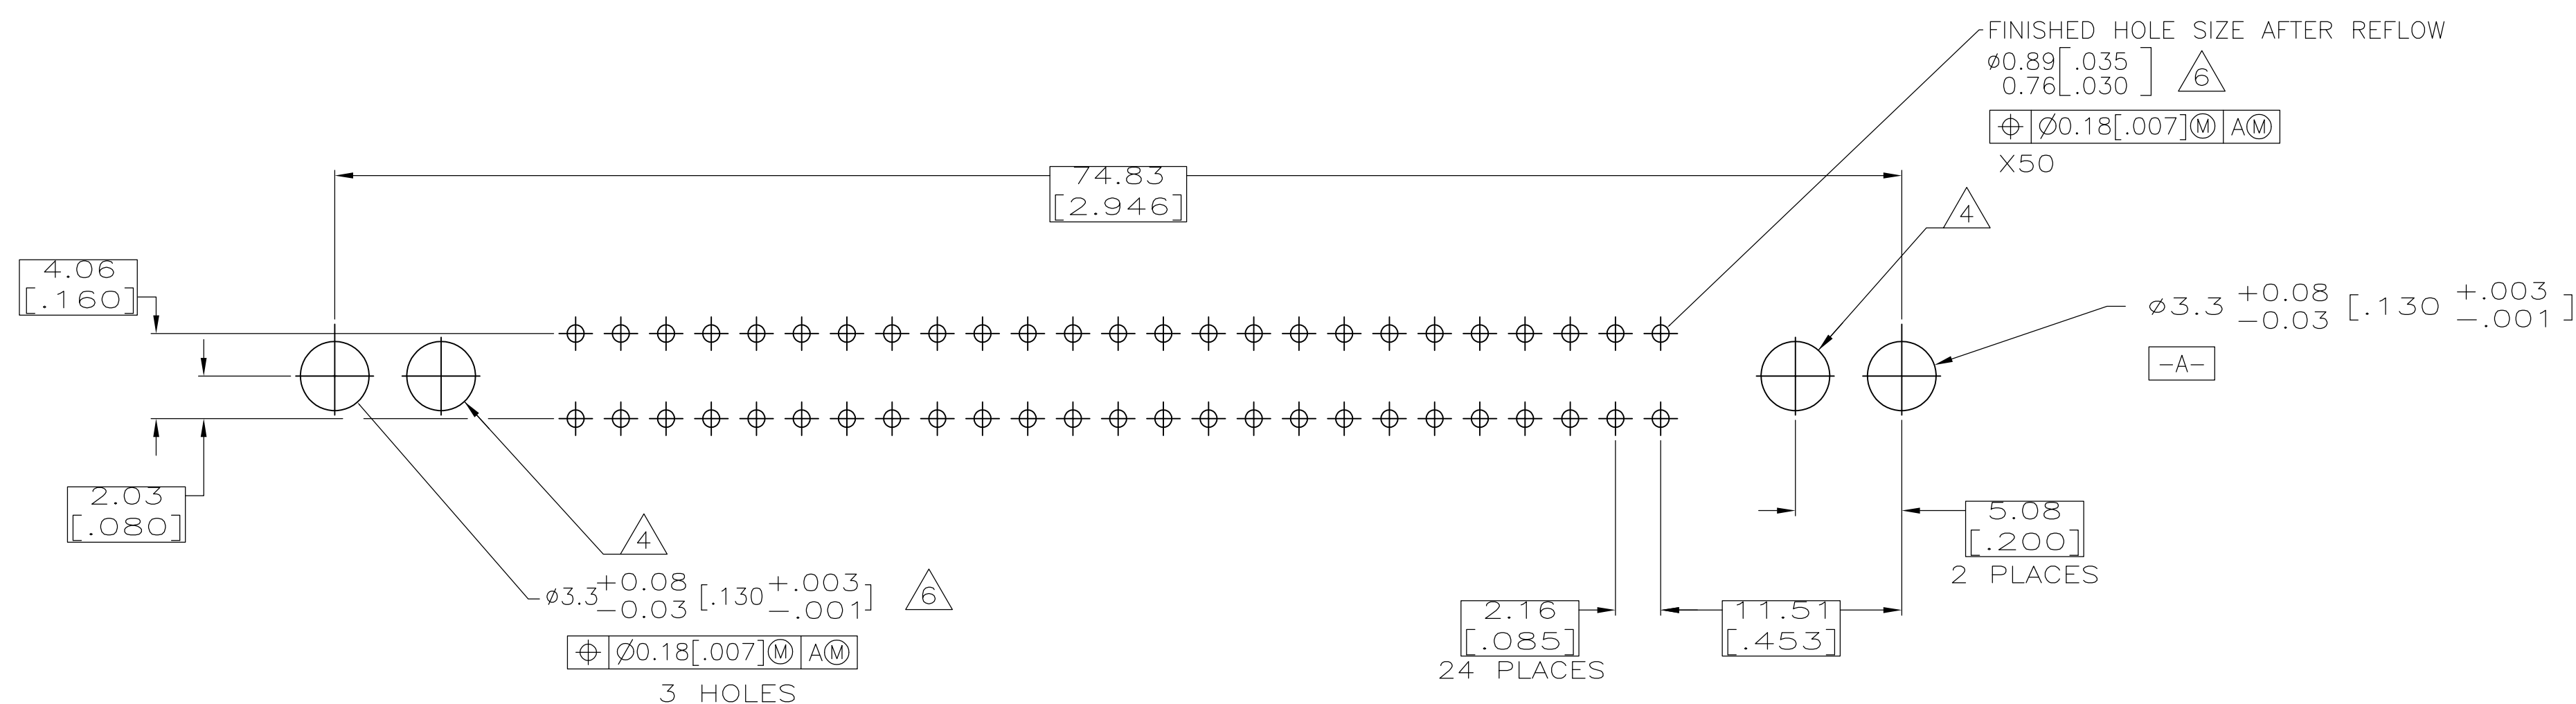 FINISHED HOLE SIZE AFTER REFLOW
⌀0.89[.035
0.76[.030 ]
6
⌖ Ø0.18[.007]Ⓜ AⓂ
X50
74.83
[2.946]
4
4.06
[.160]
⌀3.3 +0.08 [.130 +.003
-0.03 -.001 ]
-A-
2.03
[.080]
4
5.08
[.200]
2 PLACES
⌀3.3 +0.08 [.130 +.003
-0.03 -.001 ]
6
⌖ Ø0.18[.007]Ⓜ AⓂ
3 HOLES
2.16
[.085]
24 PLACES
11.51
[.453]